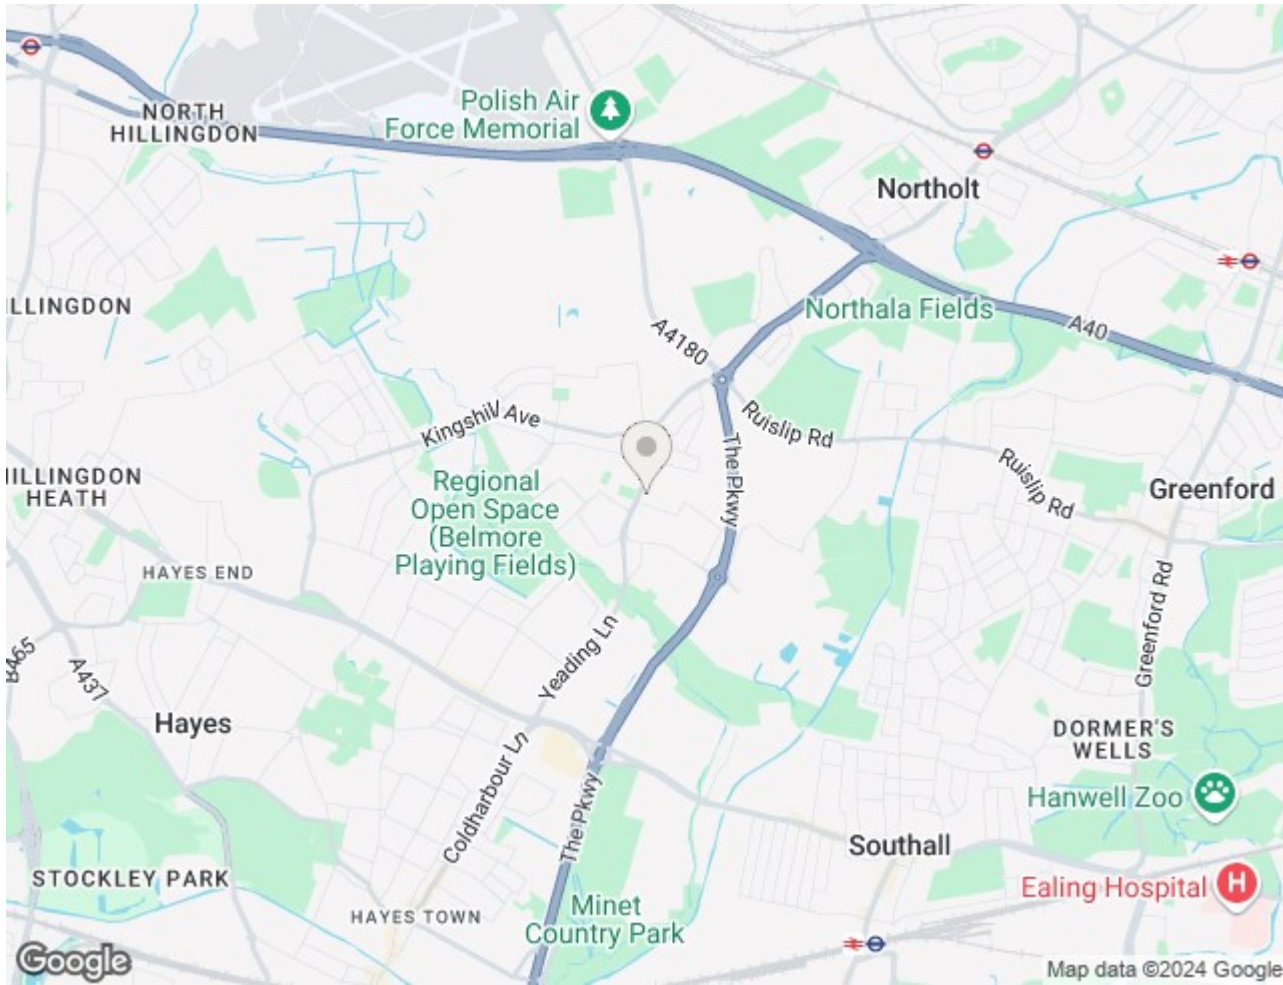 NORTH
HILLINGDON
Polish Air
Force Memorial
Northolt
ILLINGDON
Northala Fields
A40
A4180
Kingshill Ave
Ruislip Rd
The Pkwy
Ruislip Rd
HILLINGDON
HEATH
Regional
Open Space
(Belmore
Playing Fields)
Greenford
HAYES END
Greenford Rd
Yeading Ln
A437
Hayes
DORMER'S
WELLS
Coldharbour Ln
The Pkwy
Hanwell Zoo
Southall
STOCKLEY PARK
Ealing Hospital
H
HAYES TOWN
Minet
Country Park
Google
Map data ©2024 Google